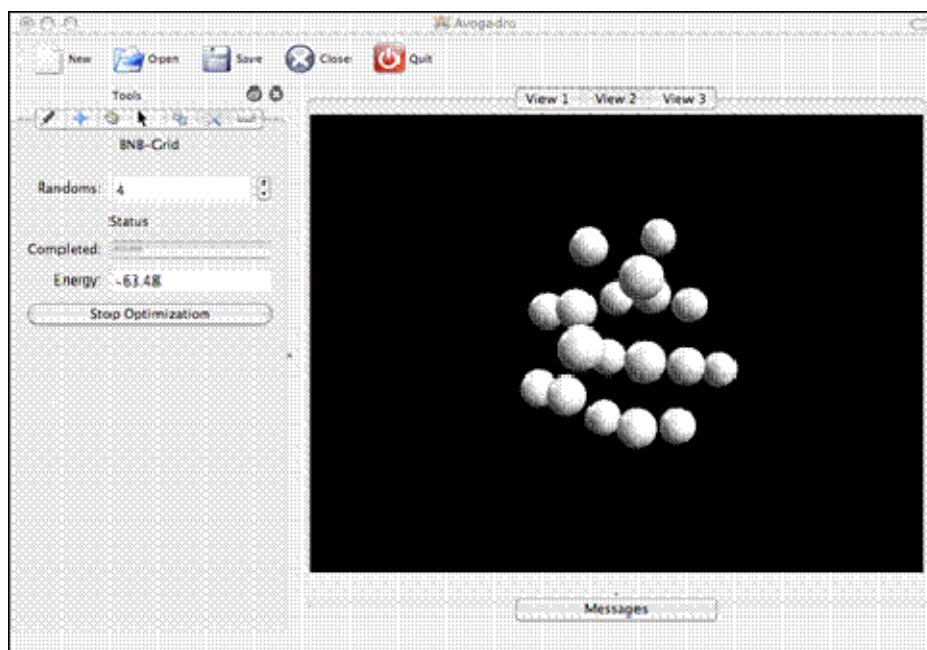 Avogadro
New Open Save Close Quit
Tools
View 1 View 2 View 3
BNB-Grid
Randoms: 4
Status
Completed:
Energy: -63.48
Stop Optimization
Messages